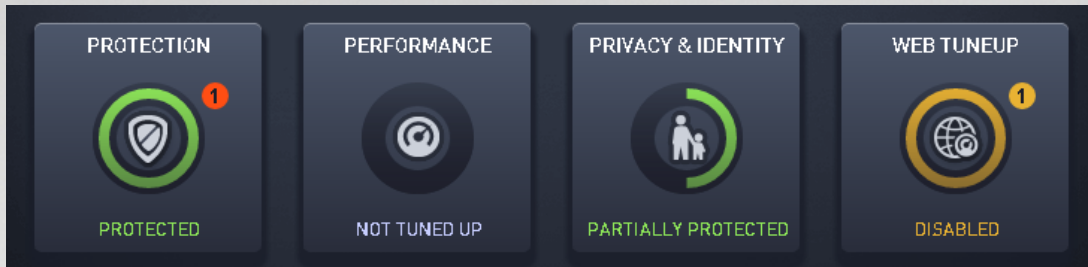 PROTECTION
1
PROTECTED
PERFORMANCE
NOT TUNED UP
PRIVACY & IDENTITY
PARTIALLY PROTECTED
WEB TUNEUP
1
DISABLED